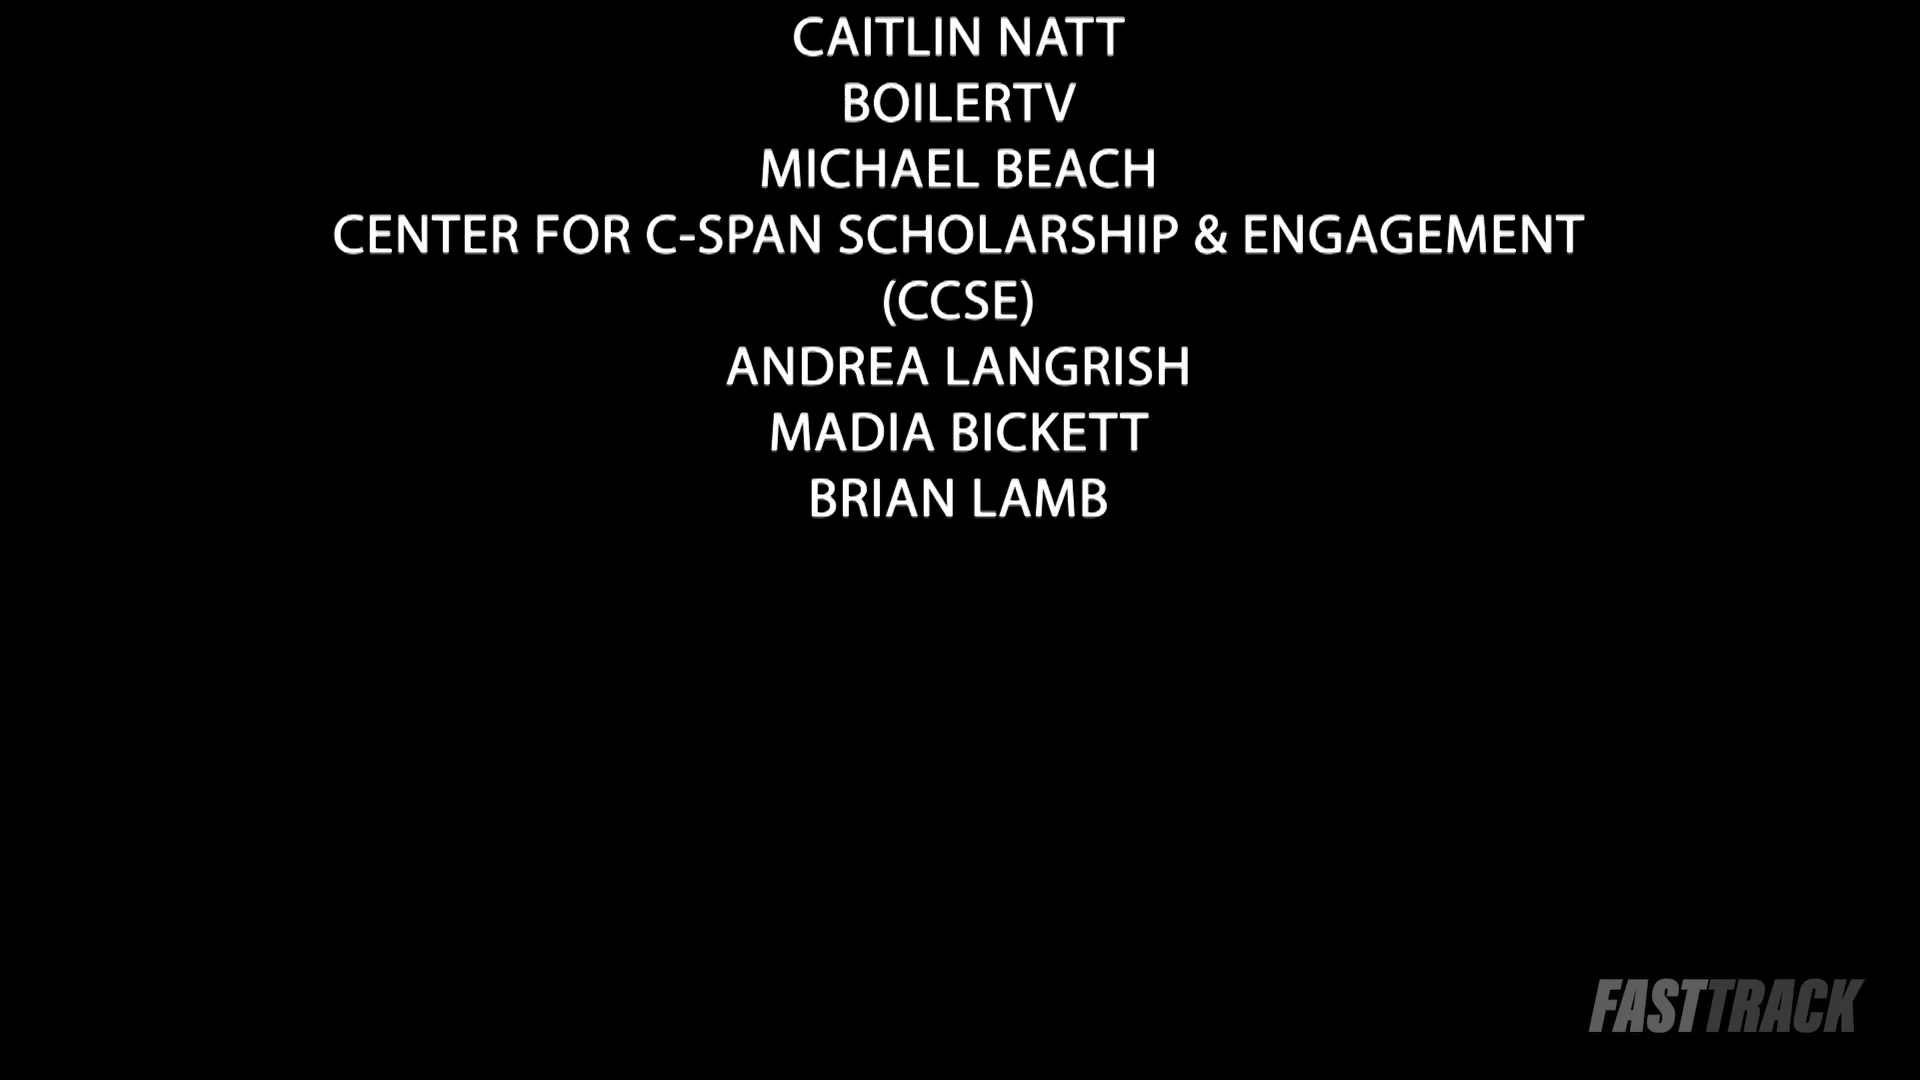 CAITLIN NATT
BOILERTV
MICHAEL BEACH
CENTER FOR C-SPAN SCHOLARSHIP & ENGAGEMENT
(CCSE)
ANDREA LANGRISH
MADIA BICKETT
BRIAN LAMB
FASTTRACK